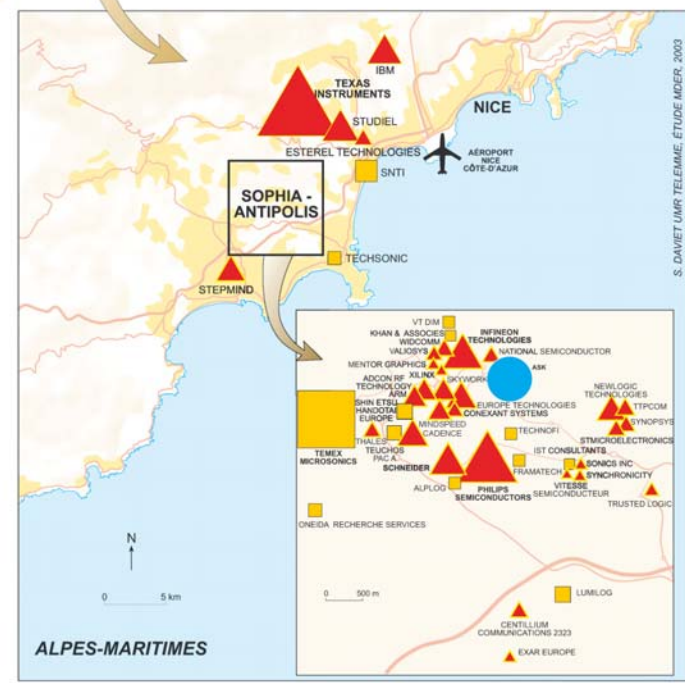 IBM
TEXAS
INSTRUMENTS
STUDIEL
ESTEREL TECHNOLOGIES
SNTI
NICE
AÉROPORT
NICE
CÔTE-D'AZUR
S. DAVIET UMR TELEMME, ÉTUDE MDER, 2003
SOPHIA -
ANTIPOLIS
TECHSONIC
STEPMIND
VT DIM
KHAN & ASSOCIES
WIDCOMM
VALIOSYS
INFINEON
TECHNOLOGIES
NATIONAL SEMICONDUCTOR
MENTOR GRAPHICS
XILINX
ASK
SKYWORK
ADCON RF
TECHNOLOGY
ARM
NEWLOGIC
TECHNOLOGIES
TTPCOM
SYNOPSYS
STMICROELECTRONICS
SHIN ETSU
HANDOTAI
EUROPE
EUROPE TECHNOLOGIES
CONEXANT SYSTEMS
MINDSPEED
CADENCE
TECHNOFI
THALES
TEUCHOS
PAC A
TEMEX
MICROSONICS
SCHNEIDER
IST CONSULTANTS
SONICS INC
FRAMATECH
SYNCHRONICITY
ALPLOG
PHILIPS
SEMICONDUCTORS
VITESSE
SEMICONDUCTEUR
TRUSTED LOGIC
ONEIDA RECHERCHE SERVICES
N
0 5 km
0 500 m
LUMILOG
CENTILLIUM
COMMUNICATIONS 2323
EXAR EUROPE
ALPES-MARITIMES